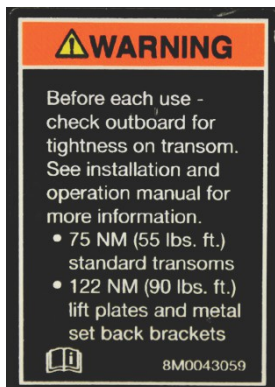 WARNING
Before each use -
check outboard for
tightness on transom.
See installation and
operation manual for
more information.
• 75 NM (55 lbs. ft.)
standard transoms
• 122 NM (90 lbs. ft.)
lift plates and metal
set back brackets
8M0043059